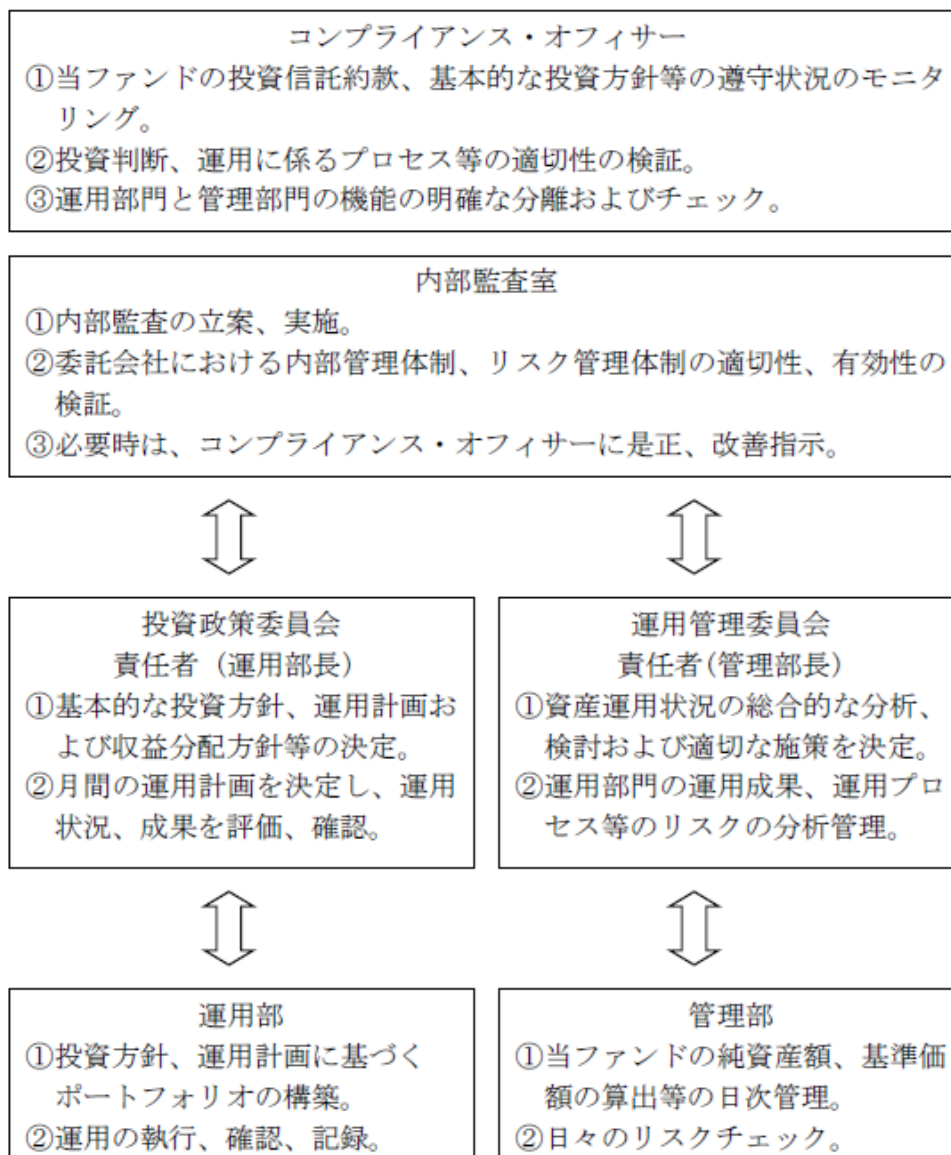 コンプライアンス・オフィサー
①当ファンドの投資信託約款、基本的な投資方針等の遵守状況のモニタ
リング。
②投資判断、運用に係るプロセス等の適切性の検証。
③運用部門と管理部門の機能の明確な分離およびチェック。
内部監査室
①内部監査の立案、実施。
②委託会社における内部管理体制、リスク管理体制の適切性、有効性の
検証。
③必要時は、コンプライアンス・オフィサーに是正、改善指示。
投資政策委員会
責任者（運用部長）
①基本的な投資方針、運用計画お
よび収益分配方針等の決定。
②月間の運用計画を決定し、運用
状況、成果を評価、確認。
運用管理委員会
責任者(管理部長）
①資産運用状況の総合的な分析、
検討および適切な施策を決定。
②運用部門の運用成果、運用プロ
セス等のリスクの分析管理。
運用部
①投資方針、運用計画に基づく
ポートフォリオの構築。
②運用の執行、確認、記録。
管理部
①当ファンドの純資産額、基準価
額の算出等の日次管理。
②日々のリスクチェック。